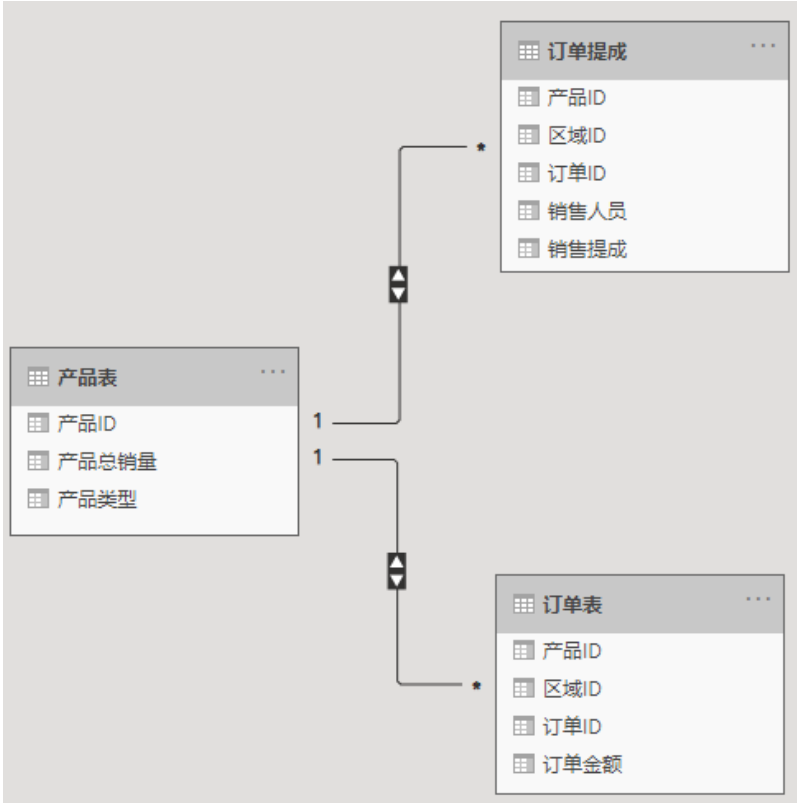 订单提成
产品ID
区域ID
订单ID
销售人员
销售提成
*
产品表
产品ID
产品总销量
产品类型
1
1
*
订单表
产品ID
区域ID
订单ID
订单金额